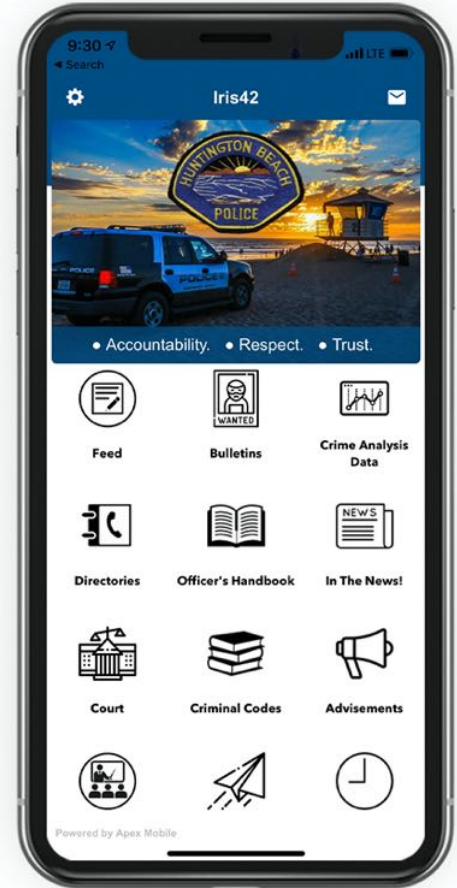 9:30
LTE
◀ Search
Iris42
HUNTINGTON BEACH
POLICE
POLICE
POLICE
• Accountability. • Respect. • Trust.
WANTED
Feed
Bulletins
Crime Analysis
Data
NEWS
Directories
Officer's Handbook
In The News!
Court
Criminal Codes
Advisements
Powered by Apex Mobile